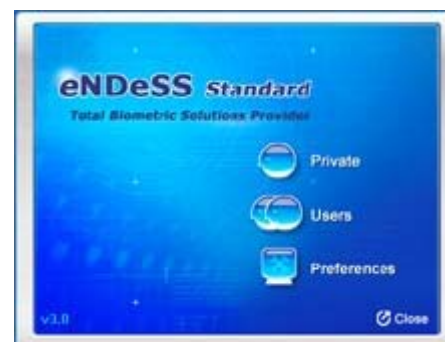 eNDeSS Standard
Total Biometric Solutions Provider
Private
Users
Preferences
v3.0
Close